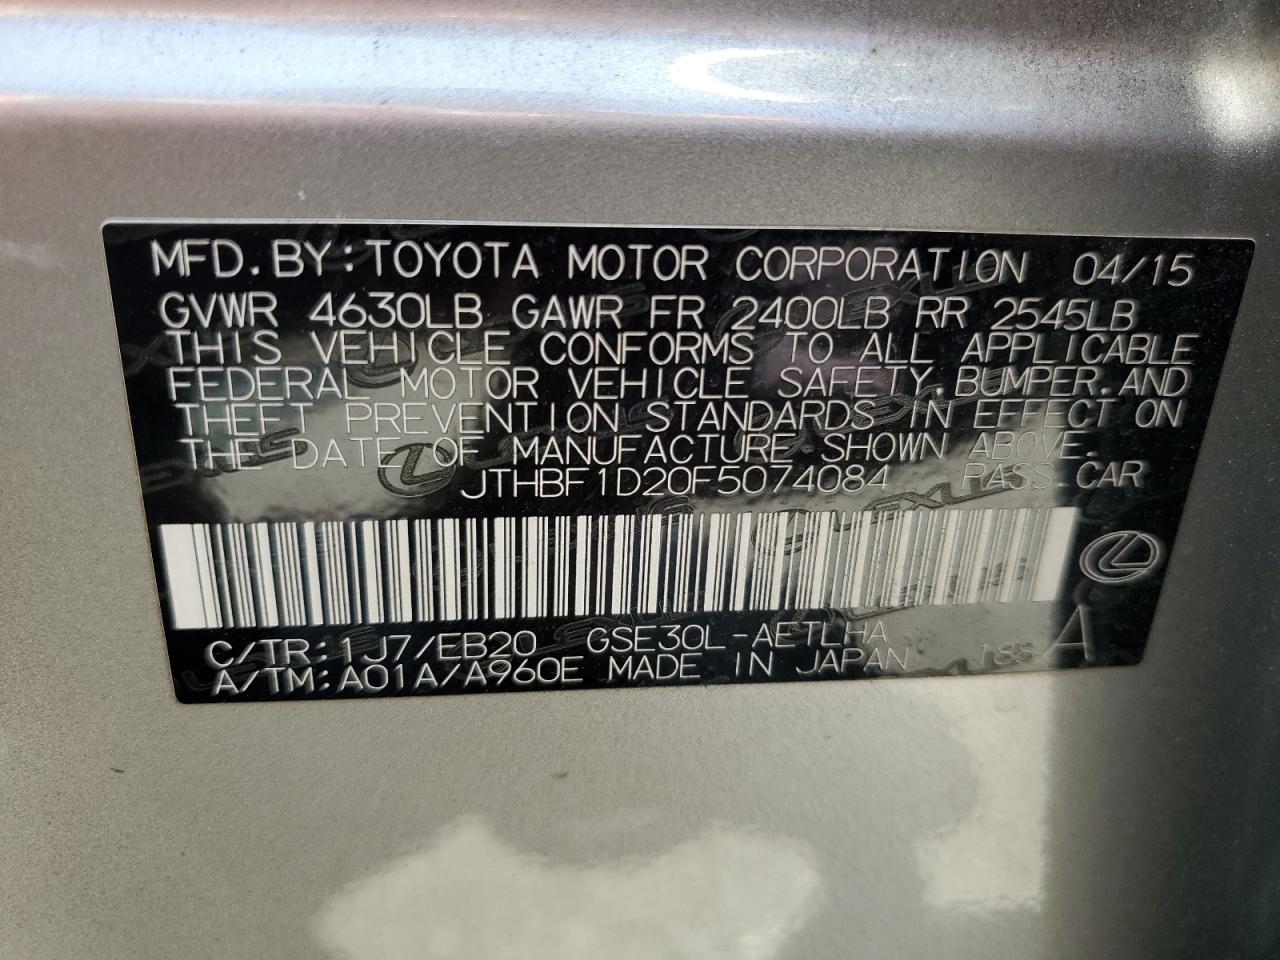 MFD. BY: TOYOTA MOTOR CORPORATION 04/15
GVWR 4630LB GAWR FR 2400LB RR 2545LB
THIS VEHICLE CONFORMS TO ALL APPLICABLE
FEDERAL MOTOR VEHICLE SAFETY, BUMPER, AND
THEFT PREVENTION STANDARDS IN EFFECT ON
THE DATE OF MANUFACTURE SHOWN ABOVE.
JTHBF1D20F5074084 PASS. CAR
C/TR: 1J7/EB20 GSE30L-AETLHA
A/TM: A01A/A960E MADE IN JAPAN 188 A